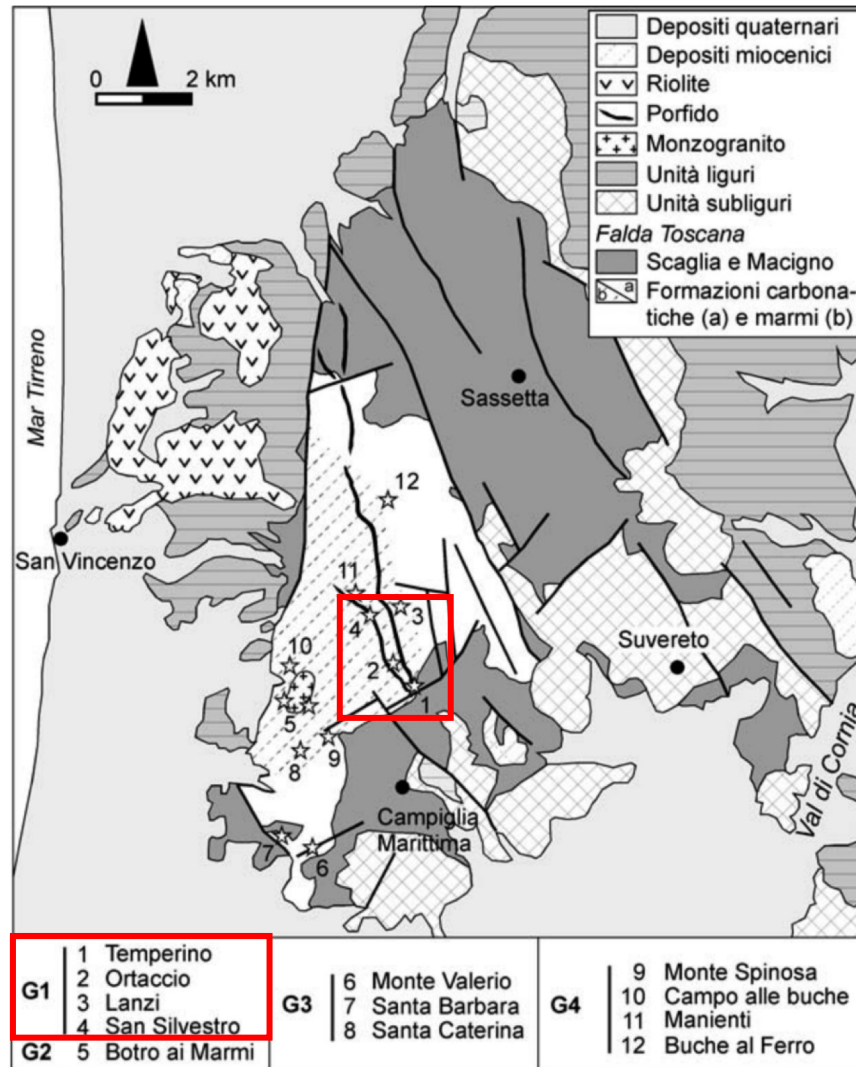 0 2 km
Depositi quaternari
Depositi miocenici
Riolite
Porfido
Monzogranito
Unità liguri
Unità subliguri
Falda Toscana
Scaglia e Macigno
b a
Formazioni carbona-
tiche (a) e marmi (b)
Mar Tirreno
Sassetta
12
San Vincenzo
11
4
3
10
2
Suvereto
5
1
9
8
Campiglia
Marittima
Val di Cornia
7
6
G1
1 Temperino
2 Ortaccio
3 Lanzi
4 San Silvestro
G2 5 Botro ai Marmi
G3
6 Monte Valerio
7 Santa Barbara
8 Santa Caterina
G4
9 Monte Spinosa
10 Campo alle buche
11 Manienti
12 Buche al Ferro